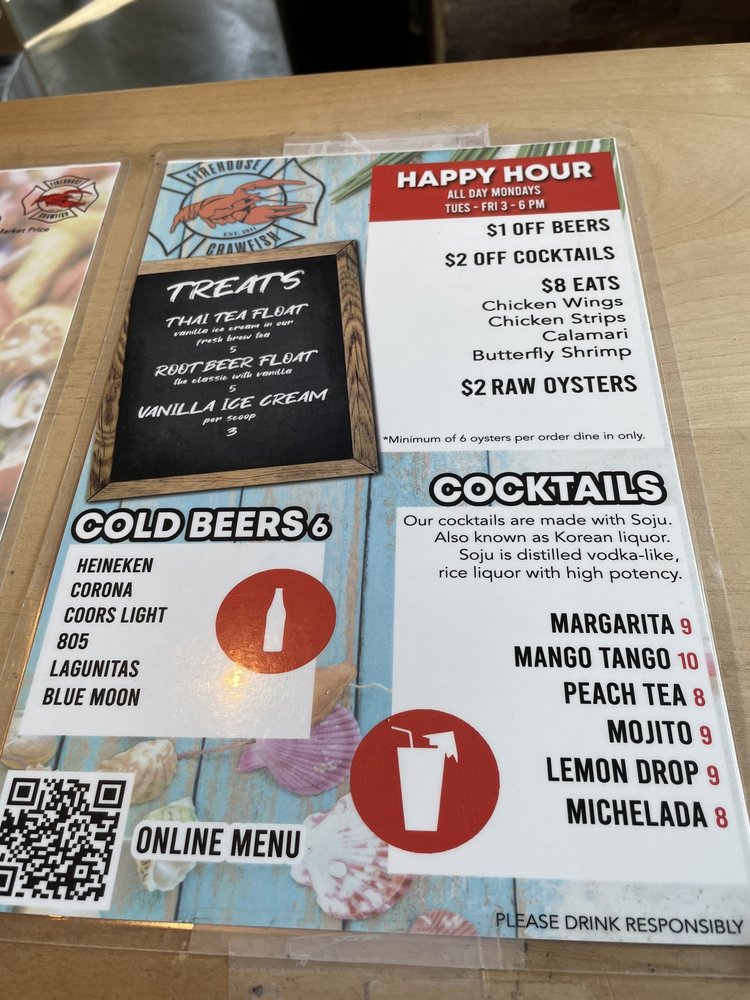 FIREHOUSE
CRAWFISH
Market Price
FIREHOUSE
EST. 2011
CRAWFISH
TREATS
THAI TEA FLOAT
vanilla ice cream in our
fresh brew tea
5
ROOT BEER FLOAT
the classic with vanilla
5
VANILLA ICE CREAM
per scoop
3
HAPPY HOUR
ALL DAY MONDAYS
TUES - FRI 3 - 6 PM
$1 OFF BEERS
$2 OFF COCKTAILS
$8 EATS
Chicken Wings
Chicken Strips
Calamari
Butterfly Shrimp
$2 RAW OYSTERS
*Minimum of 6 oysters per order dine in only.
COLD BEERS 6
HEINEKEN
CORONA
COORS LIGHT
805
LAGUNITAS
BLUE MOON
COCKTAILS
Our cocktails are made with Soju.
Also known as Korean liquor.
Soju is distilled vodka-like,
rice liquor with high potency.
MARGARITA 9
MANGO TANGO 10
PEACH TEA 8
MOJITO 9
LEMON DROP 9
MICHELADA 8
ONLINE MENU
PLEASE DRINK RESPONSIBLY